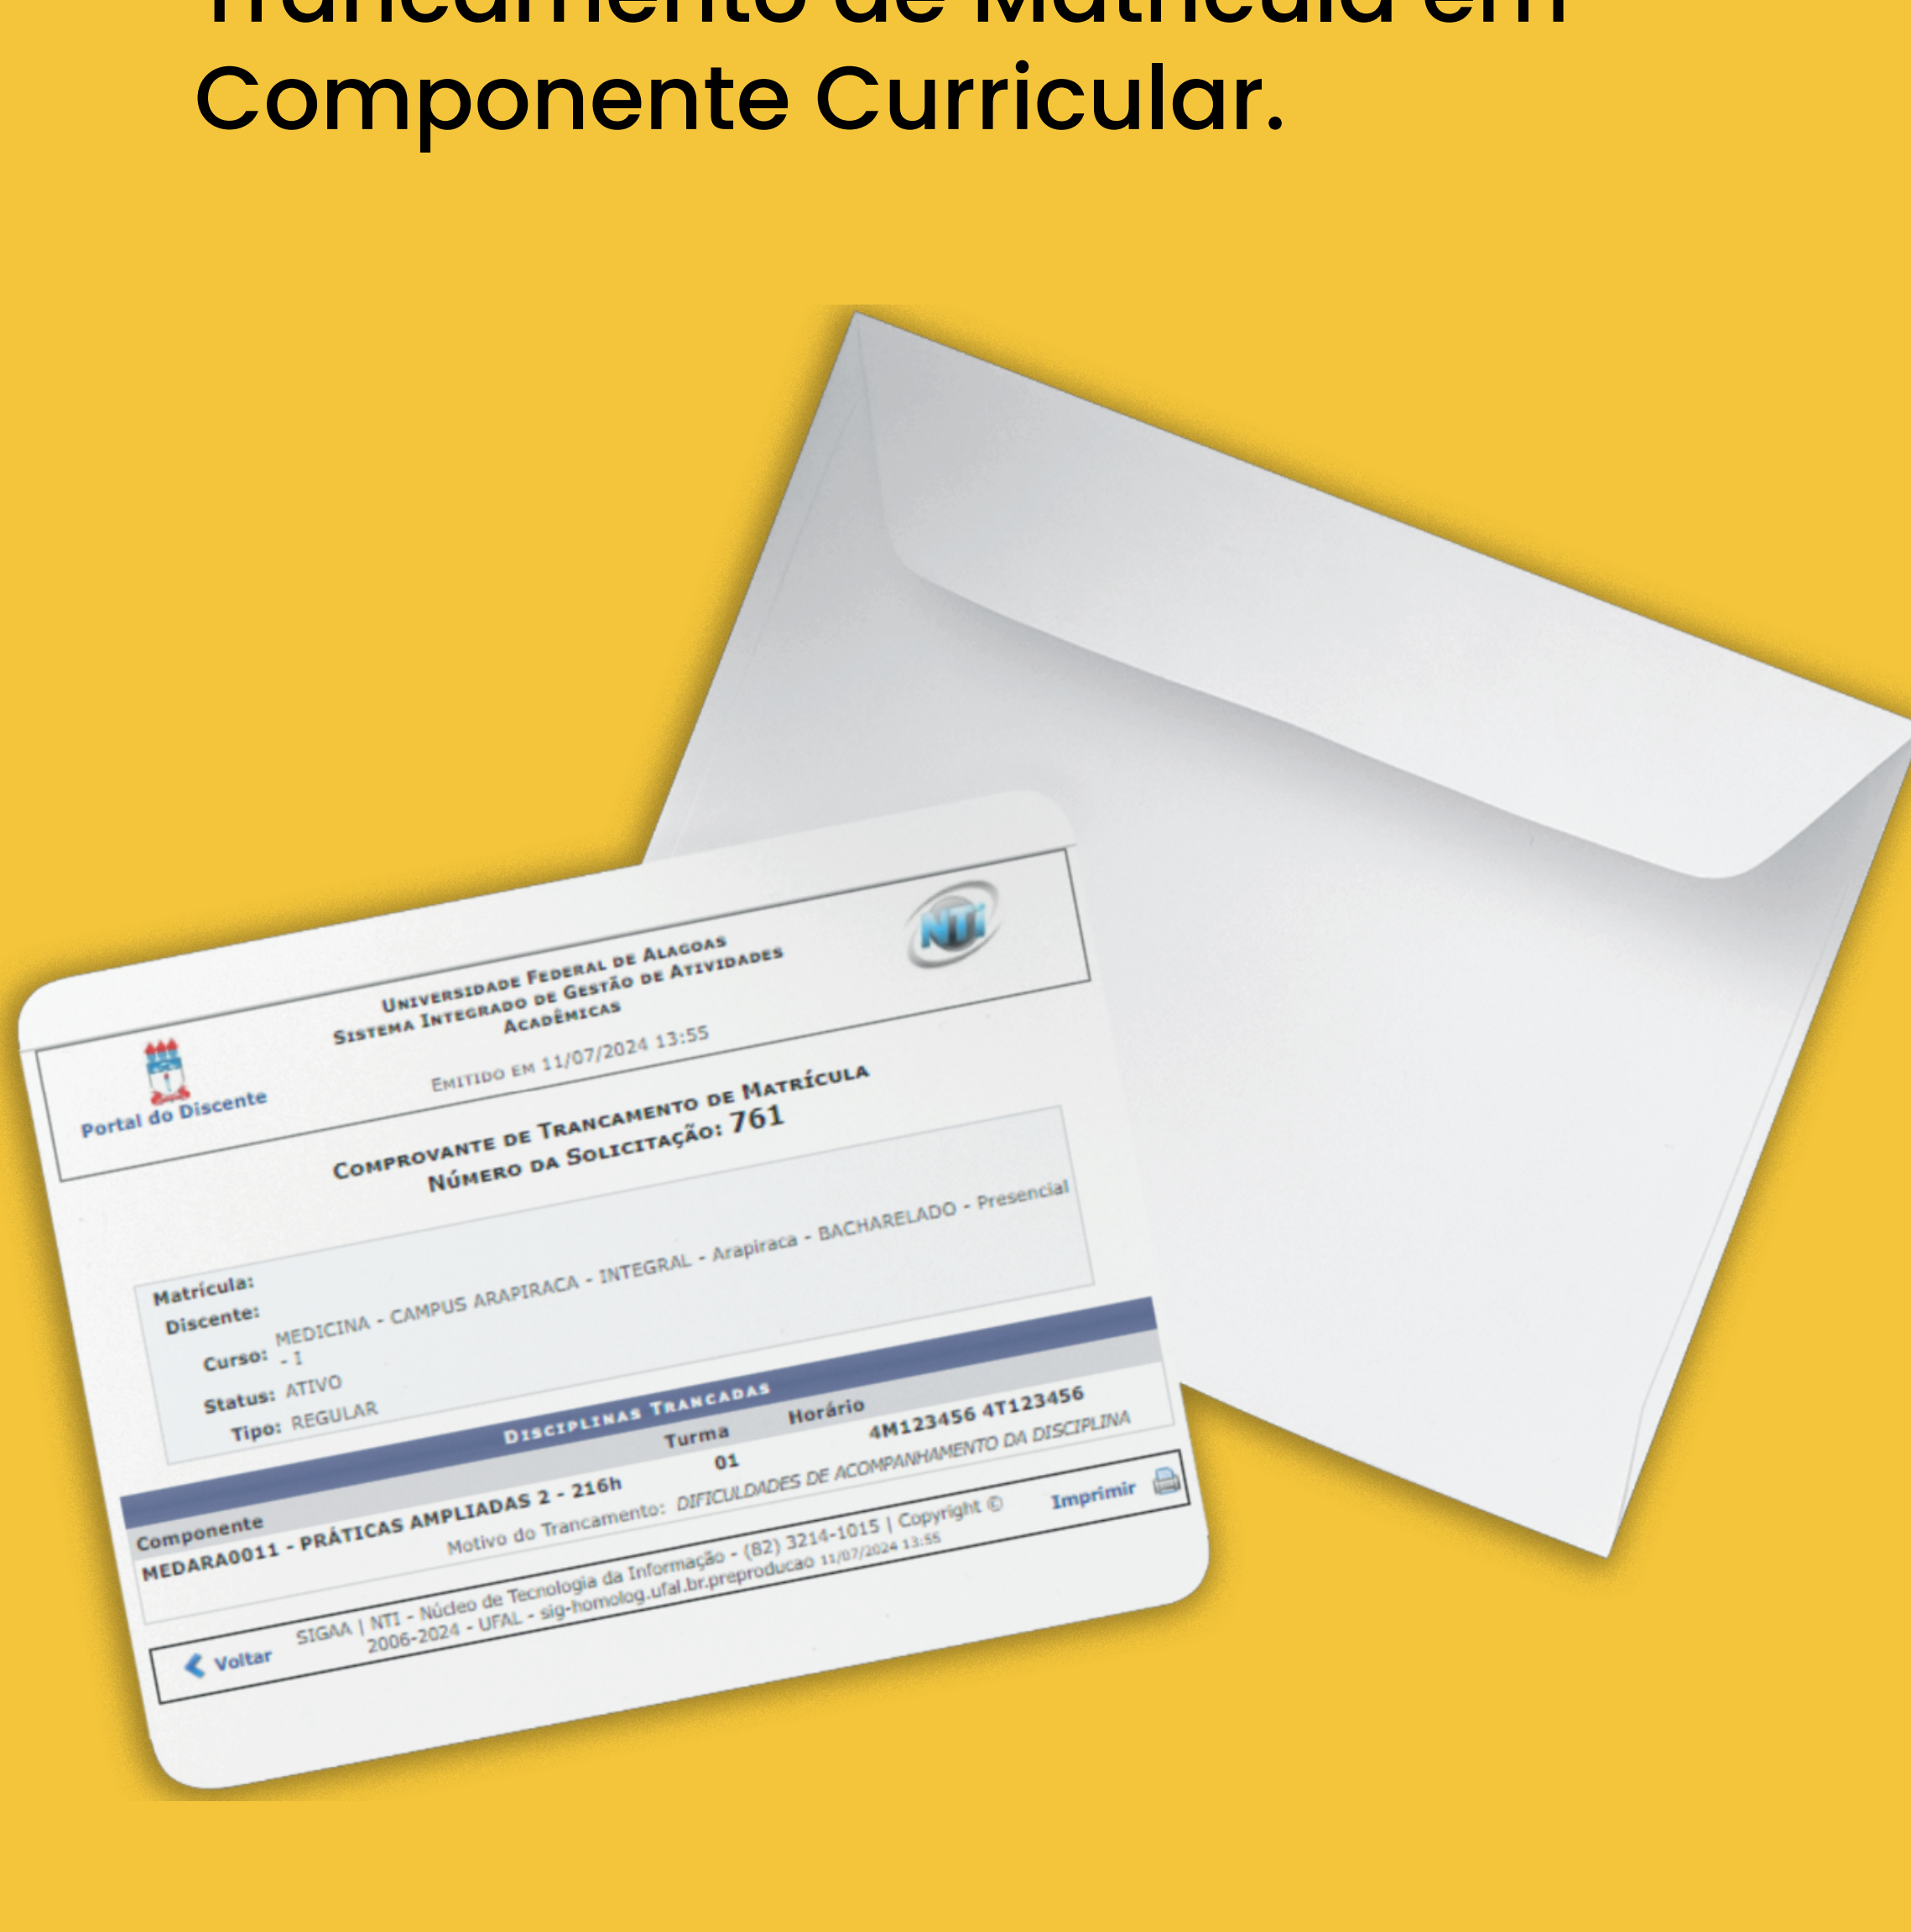 Trancamento de Matrícula em
Componente Curricular.
UNIVERSIDADE FEDERAL DE ALAGOAS
SISTEMA INTEGRADO DE GESTÃO DE ATIVIDADES
ACADÊMICAS
EMITIDO EM 11/07/2024 13:55
NTi
Portal do Discente
COMPROVANTE DE TRANCAMENTO DE MATRÍCULA
NÚMERO DA SOLICITAÇÃO: 761
Matrícula:
Discente:
Curso: MEDICINA - CAMPUS ARAPIRACA - INTEGRAL - Arapiraca - BACHARELADO - Presencial
- I
Status: ATIVO
Tipo: REGULAR
DISCIPLINAS TRANCADAS
Componente Turma Horário
MEDARA0011 - PRÁTICAS AMPLIADAS 2 - 216h 01 4M123456 4T123456
Motivo do Trancamento: DIFICULDADES DE ACOMPANHAMENTO DA DISCIPLINA
Voltar
SIGAA | NTI - Núcleo de Tecnologia da Informação - (82) 3214-1015 | Copyright ©
2006-2024 - UFAL - sig-homolog.ufal.br.preproducao 11/07/2024 13:55
Imprimir